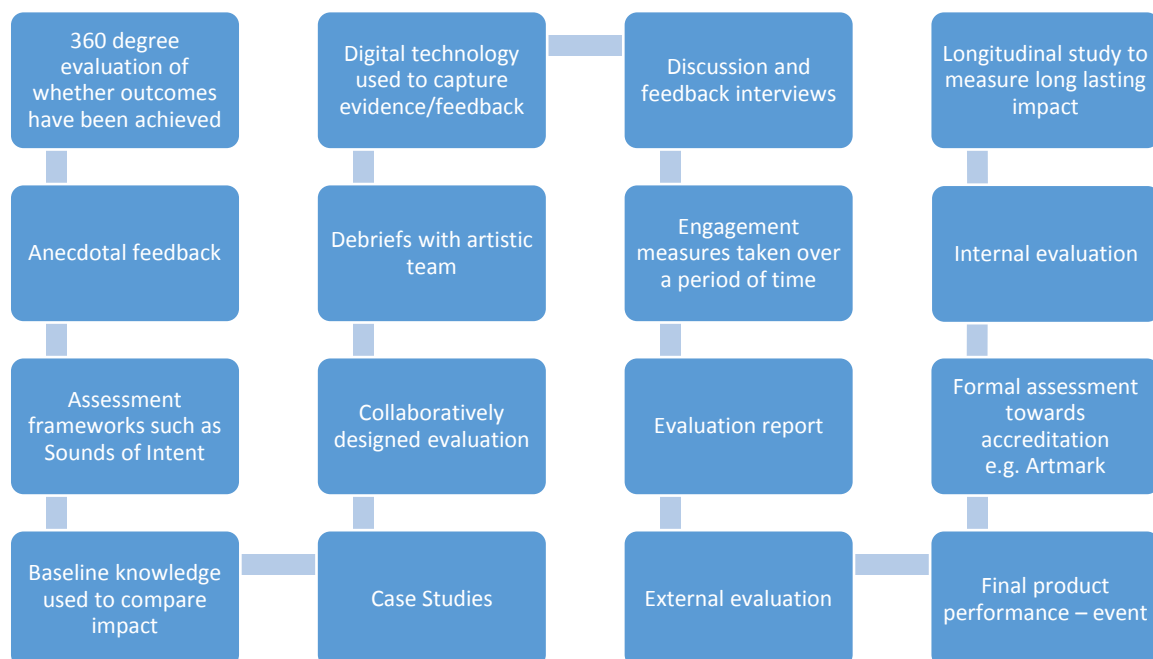 360 degree
evaluation of
whether outcomes
have been achieved
Anecdotal feedback
Assessment
frameworks such as
Sounds of Intent
Baseline knowledge
used to compare
impact
Case Studies
Collaboratively
designed evaluation
Debriefs with artistic
team
Digital technology
used to capture
evidence/feedback
Discussion and
feedback interviews
Engagement
measures taken over
a period of time
Evaluation report
External evaluation
Final product
performance – event
Formal assessment
towards
accreditation
e.g. Artmark
Internal evaluation
Longitudinal study to
measure long lasting
impact